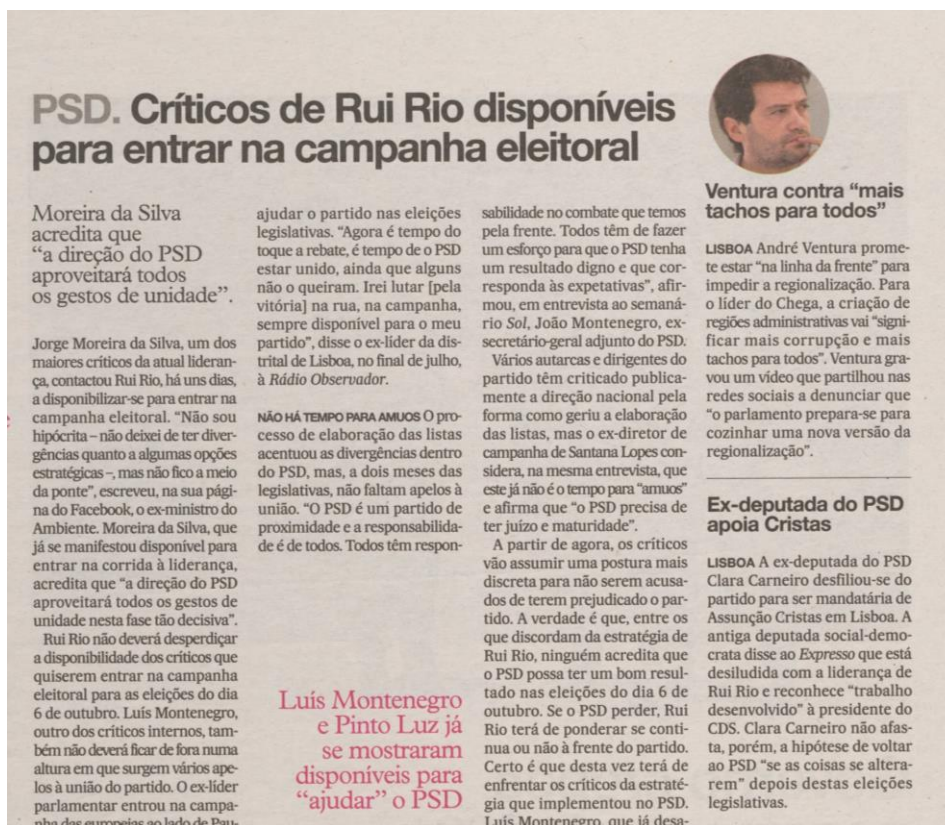 PSD. Críticos de Rui Rio disponíveis
para entrar na campanha eleitoral
Moreira da Silva
acredita que
“a direção do PSD
aproveitará todos
os gestos de unidade”.
Jorge Moreira da Silva, um dos
maiores críticos da atual lideran-
ça, contactou Rui Rio, há uns dias,
a disponibilizar-se para entrar na
campanha eleitoral. “Não sou
hipócrita – não deixei de ter diver-
gências quanto a algumas opções
estratégicas –, mas não fico a meio
da ponte”, escreveu, na sua pági-
na do Facebook, o ex-ministro do
Ambiente. Moreira da Silva, que
já se manifestou disponível para
entrar na corrida à liderança,
acredita que “a direção do PSD
aproveitará todos os gestos de
unidade nesta fase tão decisiva”.
Rui Rio não deverá desperdiçar
a disponibilidade dos críticos que
quiserem entrar na campanha
eleitoral para as eleições do dia
6 de outubro. Luís Montenegro,
outro dos críticos internos, tam-
bém não deverá ficar de fora numa
altura em que surgem vários ape-
los à união do partido. O ex-líder
parlamentar entrou na campa-
nha das europeias ao lado de Pau-
ajudar o partido nas eleições
legislativas. “Agora é tempo do
toque a rebate, é tempo de o PSD
estar unido, ainda que alguns
não o queiram. Irei lutar [pela
vitória] na rua, na campanha,
sempre disponível para o meu
partido”, disse o ex-líder da dis-
trital de Lisboa, no final de julho,
à Rádio Observador.
NÃO HÁ TEMPO PARA AMUOS O pro-
cesso de elaboração das listas
acentuou as divergências dentro
do PSD, mas, a dois meses das
legislativas, não faltam apelos à
união. “O PSD é um partido de
proximidade e a responsabilida-
de é de todos. Todos têm respon-
Luís Montenegro
e Pinto Luz já
se mostraram
disponíveis para
“ajudar” o PSD
sabilidade no combate que temos
pela frente. Todos têm de fazer
um esforço para que o PSD tenha
um resultado digno e que cor-
responda às expetativas”, afir-
mou, em entrevista ao semaná-
rio Sol, João Montenegro, ex-
secretário-geral adjunto do PSD.
Vários autarcas e dirigentes do
partido têm criticado publica-
mente a direção nacional pela
forma como geriu a elaboração
das listas, mas o ex-diretor de
campanha de Santana Lopes con-
sidera, na mesma entrevista, que
este já não é o tempo para “amuos”
e afirma que “o PSD precisa de
ter juízo e maturidade”.
A partir de agora, os críticos
vão assumir uma postura mais
discreta para não serem acusa-
dos de terem prejudicado o par-
tido. A verdade é que, entre os
que discordam da estratégia de
Rui Rio, ninguém acredita que
o PSD possa ter um bom resul-
tado nas eleições do dia 6 de
outubro. Se o PSD perder, Rui
Rio terá de ponderar se conti-
nua ou não à frente do partido.
Certo é que desta vez terá de
enfrentar os críticos da estraté-
gia que implementou no PSD.
Luís Montenegro, que já desa-
Ventura contra “mais
tachos para todos”
LISBOA André Ventura prome-
te estar “na linha da frente” para
impedir a regionalização. Para
o líder do Chega, a criação de
regiões administrativas vai “signi-
ficar mais corrupção e mais
tachos para todos”. Ventura gra-
vou um vídeo que partilhou nas
redes sociais a denunciar que
“o parlamento prepara-se para
cozinhar uma nova versão da
regionalização”.
Ex-deputada do PSD
apoia Cristas
LISBOA A ex-deputada do PSD
Clara Carneiro desfiliou-se do
partido para ser mandatária de
Assunção Cristas em Lisboa. A
antiga deputada social-demo-
crata disse ao Expresso que está
desiludida com a liderança de
Rui Rio e reconhece “trabalho
desenvolvido” à presidente do
CDS. Clara Carneiro não afas-
ta, porém, a hipótese de voltar
ao PSD “se as coisas se altera-
rem” depois destas eleições
legislativas.